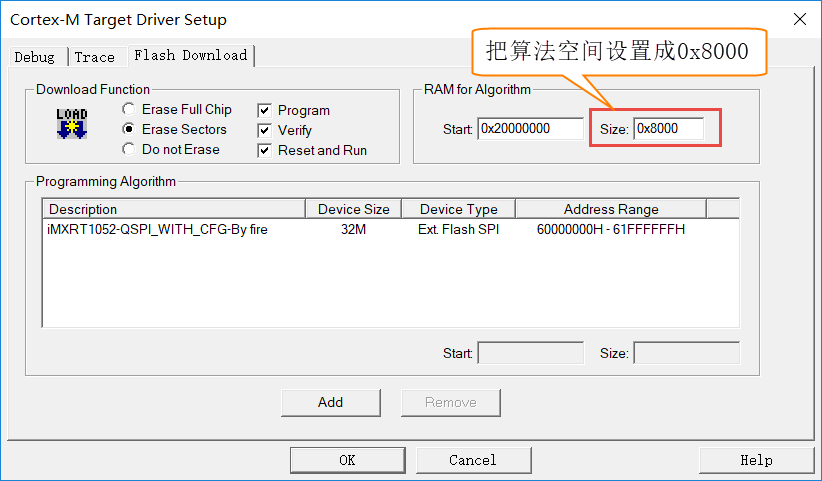 Cortex-M Target Driver Setup
Debug Trace Flash Download
把算法空间设置成0x8000
Download Function
LOAD
Erase Full Chip
Erase Sectors
Do not Erase
Program
Verify
Reset and Run
RAM for Algorithm
Start: 0x20000000 Size: 0x8000
Programming Algorithm
Description Device Size Device Type Address Range
iMXRT1052-QSPI_WITH_CFG-By fire 32M Ext. Flash SPI 60000000H - 61FFFFFFH
Start: Size:
Add Remove
OK Cancel Help